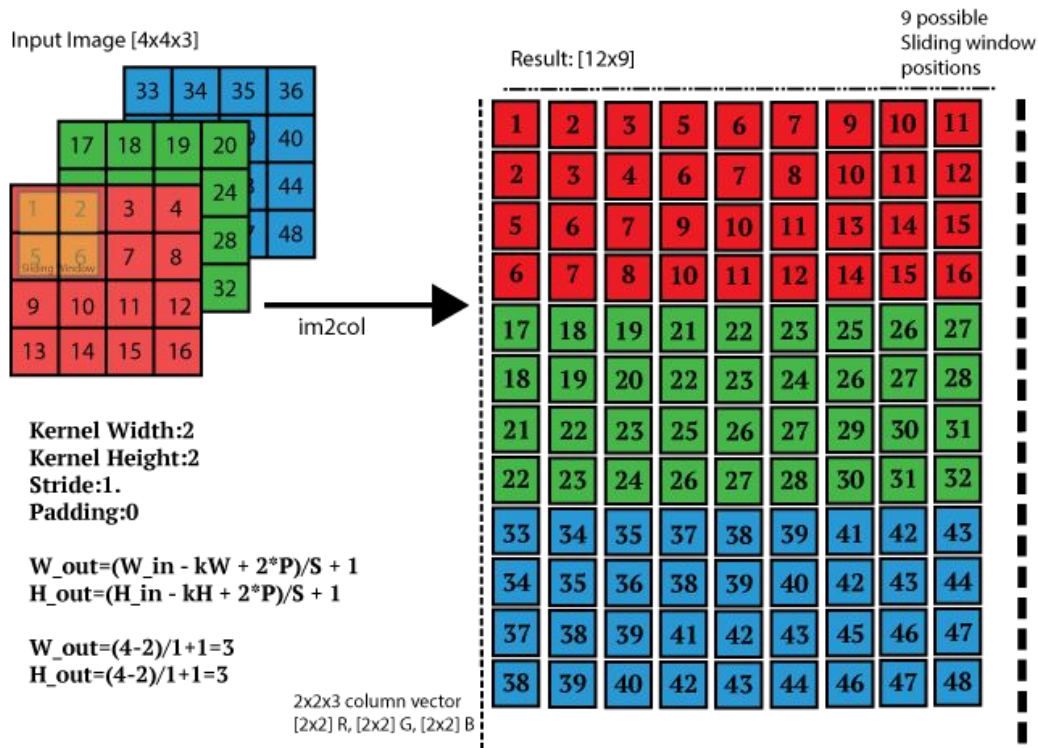 Input Image [4x4x3]
33 34 35 36
40
44
48
17 18 19 20
24
28
32
1 2 3 4
5 6 7 8
Sliding Window
9 10 11 12
13 14 15 16
im2col
Kernel Width:2
Kernel Height:2
Stride:1.
Padding:0
W_out=(W_in - kW + 2*P)/S + 1
H_out=(H_in - kH + 2*P)/S + 1
W_out=(4-2)/1+1=3
H_out=(4-2)/1+1=3
2x2x3 column vector
[2x2] R, [2x2] G, [2x2] B
Result: [12x9]
9 possible
Sliding window
positions
1 2 3 5 6 7 9 10 11
2 3 4 6 7 8 10 11 12
5 6 7 9 10 11 13 14 15
6 7 8 10 11 12 14 15 16
17 18 19 21 22 23 25 26 27
18 19 20 22 23 24 26 27 28
21 22 23 25 26 27 29 30 31
22 23 24 26 27 28 30 31 32
33 34 35 37 38 39 41 42 43
34 35 36 38 39 40 42 43 44
37 38 39 41 42 43 45 46 47
38 39 40 42 43 44 46 47 48